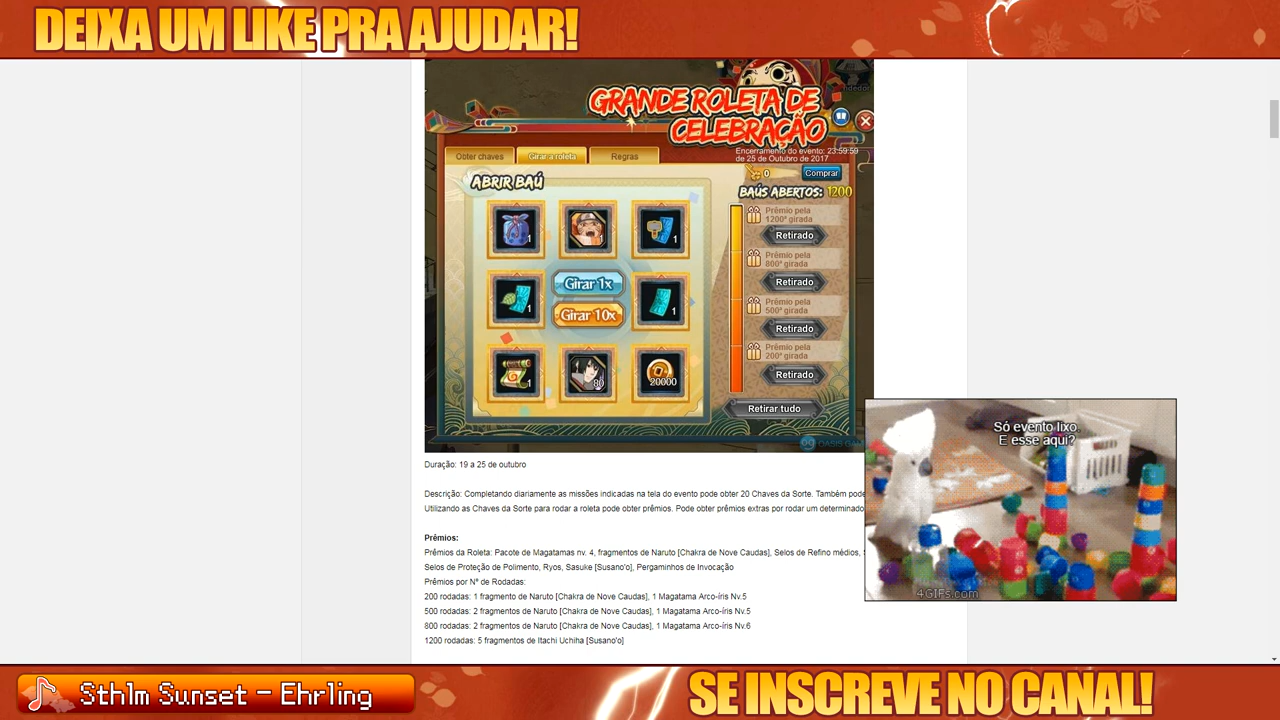 DEIXA UM LIKE PRA AJUDAR!
GRANDE ROLETA DE
CELEBRAÇÃO
Obter chaves
Girar a roleta
Regras
Encerramento do evento: 23:59:59
de 25 de Outubro de 2017
0
Comprar
ABRIR BAÚ
BAÚS ABERTOS: 1200
1
1
1
Prêmio pela
1200ª girada
Retirado
Prêmio pela
800ª girada
Retirado
1
Girar 1x
Girar 10x
1
Prêmio pela
500ª girada
Retirado
Prêmio pela
200ª girada
Retirado
1
80
20000
Retirar tudo
OASIS GAM
Só evento lixo.
E esse aqui?
4GIFs.com
Duração: 19 a 25 de outubro
Descrição: Completando diariamente as missões indicadas na tela do evento pode obter 20 Chaves da Sorte. Também pode
Utilizando as Chaves da Sorte para rodar a roleta pode obter prêmios. Pode obter prêmios extras por rodar um determinado
Prêmios:
Prêmios da Roleta: Pacote de Magatamas nv. 4, fragmentos de Naruto [Chakra de Nove Caudas], Selos de Refino médios,
Selos de Proteção de Polimento, Ryos, Sasuke [Susano'o], Pergaminhos de Invocação
Prêmios por Nº de Rodadas:
200 rodadas: 1 fragmento de Naruto [Chakra de Nove Caudas], 1 Magatama Arco-íris Nv.5
500 rodadas: 2 fragmentos de Naruto [Chakra de Nove Caudas], 1 Magatama Arco-íris Nv.5
800 rodadas: 2 fragmentos de Naruto [Chakra de Nove Caudas], 1 Magatama Arco-íris Nv.6
1200 rodadas: 5 fragmentos de Itachi Uchiha [Susano'o]
Sthlm Sunset - Ehrling
SE INSCREVE NO CANAL!